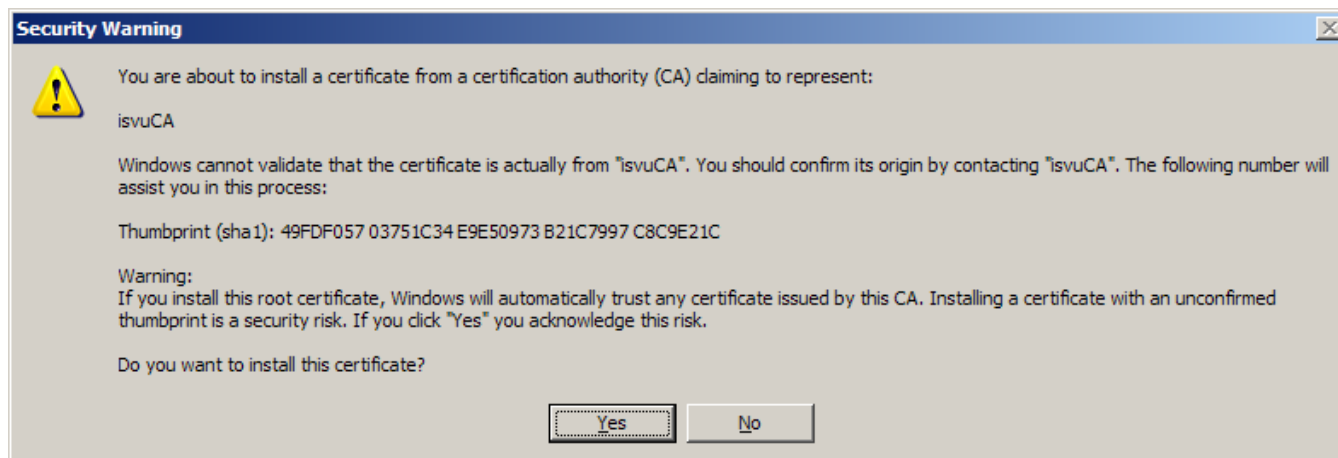 Security Warning
You are about to install a certificate from a certification authority (CA) claiming to represent:
isvuCA
Windows cannot validate that the certificate is actually from "isvuCA". You should confirm its origin by contacting "isvuCA". The following number will
assist you in this process:
Thumbprint (sha1): 49FDF057 03751C34 E9E50973 B21C7997 C8C9E21C
Warning:
If you install this root certificate, Windows will automatically trust any certificate issued by this CA. Installing a certificate with an unconfirmed
thumbprint is a security risk. If you click "Yes" you acknowledge this risk.
Do you want to install this certificate?
Yes No